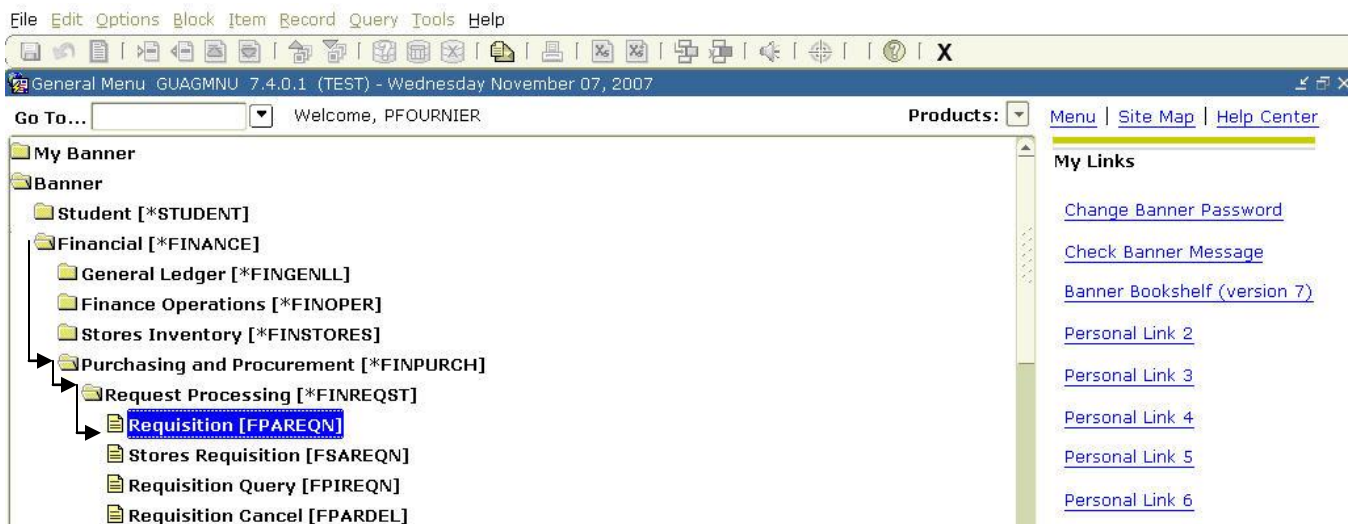 File Edit Options Block Item Record Query Tools Help
X
General Menu GUAGMNU 7.4.0.1 (TEST) - Wednesday November 07, 2007
Go To... Welcome, PFOURNIER Products: Menu | Site Map | Help Center
My Banner
Banner
Student [*STUDENT]
Financial [*FINANCE]
General Ledger [*FINGENLL]
Finance Operations [*FINOPER]
Stores Inventory [*FINSTORES]
Purchasing and Procurement [*FINPURCH]
Request Processing [*FINREQST]
Requisition [FPAREQN]
Stores Requisition [FSAREQN]
Requisition Query [FPIREQN]
Requisition Cancel [FPARDEL]
My Links
Change Banner Password
Check Banner Message
Banner Bookshelf (version 7)
Personal Link 2
Personal Link 3
Personal Link 4
Personal Link 5
Personal Link 6